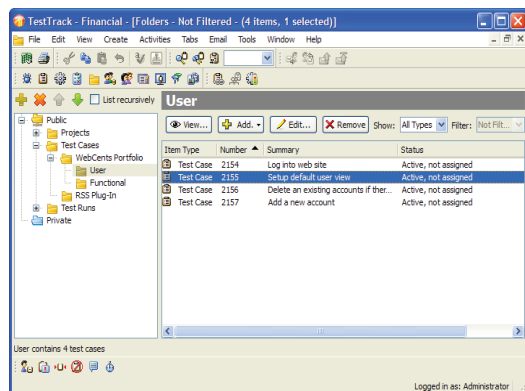 TestTrack - Financial - [Folders - Not Filtered - (4 items, 1 selected)]
File Edit View Create Activities Tabs Email Tools Window Help
List recursively
User
View... Add. Edit... Remove Show: All Types Filter: Not Filt...
Public
Projects
Test Cases
WebCents Portfolio
User
Functional
RSS Plug-In
Test Runs
Private
Item Type Number Summary Status
Test Case 2154 Log into web site Active, not assigned
Test Case 2155 Setup default user view Active, not assigned
Test Case 2156 Delete an existing accounts if ther... Active, not assigned
Test Case 2157 Add a new account Active, not assigned
User contains 4 test cases
Logged in as: Administrator